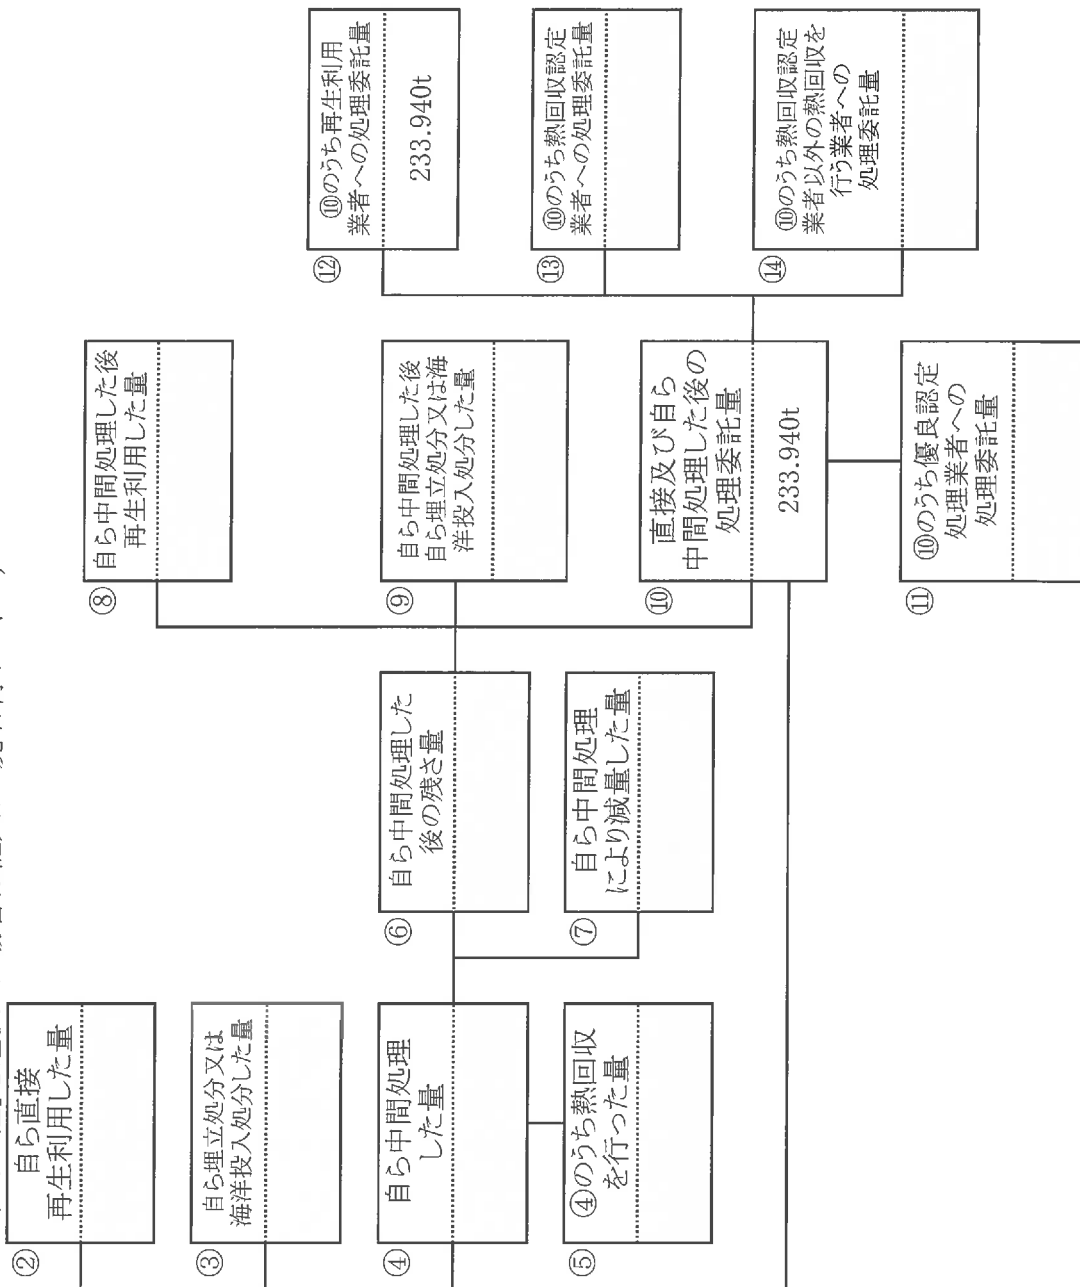 ②
自ら直接
再生利用した量
③
自ら埋立処分又は
海洋投入処分した量
④
自ら中間処理
した量
⑤
④のうち熱回収
を行った量
⑥
自ら中間処理した
後の残さ量
⑦
自ら中間処理
により減量した量
⑧
自ら中間処理した後
再生利用した量
⑨
自ら中間処理した後
自ら埋立処分又は海
洋投入処分した量
⑩
直接及び自ら
中間処理した後の
処理委託量
233.940t
⑪
⑩のうち優良認定
処理業者への
処理委託量
⑫
⑩のうち再生利用
業者への処理委託量
233.940t
⑬
⑩のうち熱回収認定
業者への処理委託量
⑭
⑩のうち熱回収認定
業者以外の熱回収を
行う業者への
処理委託量